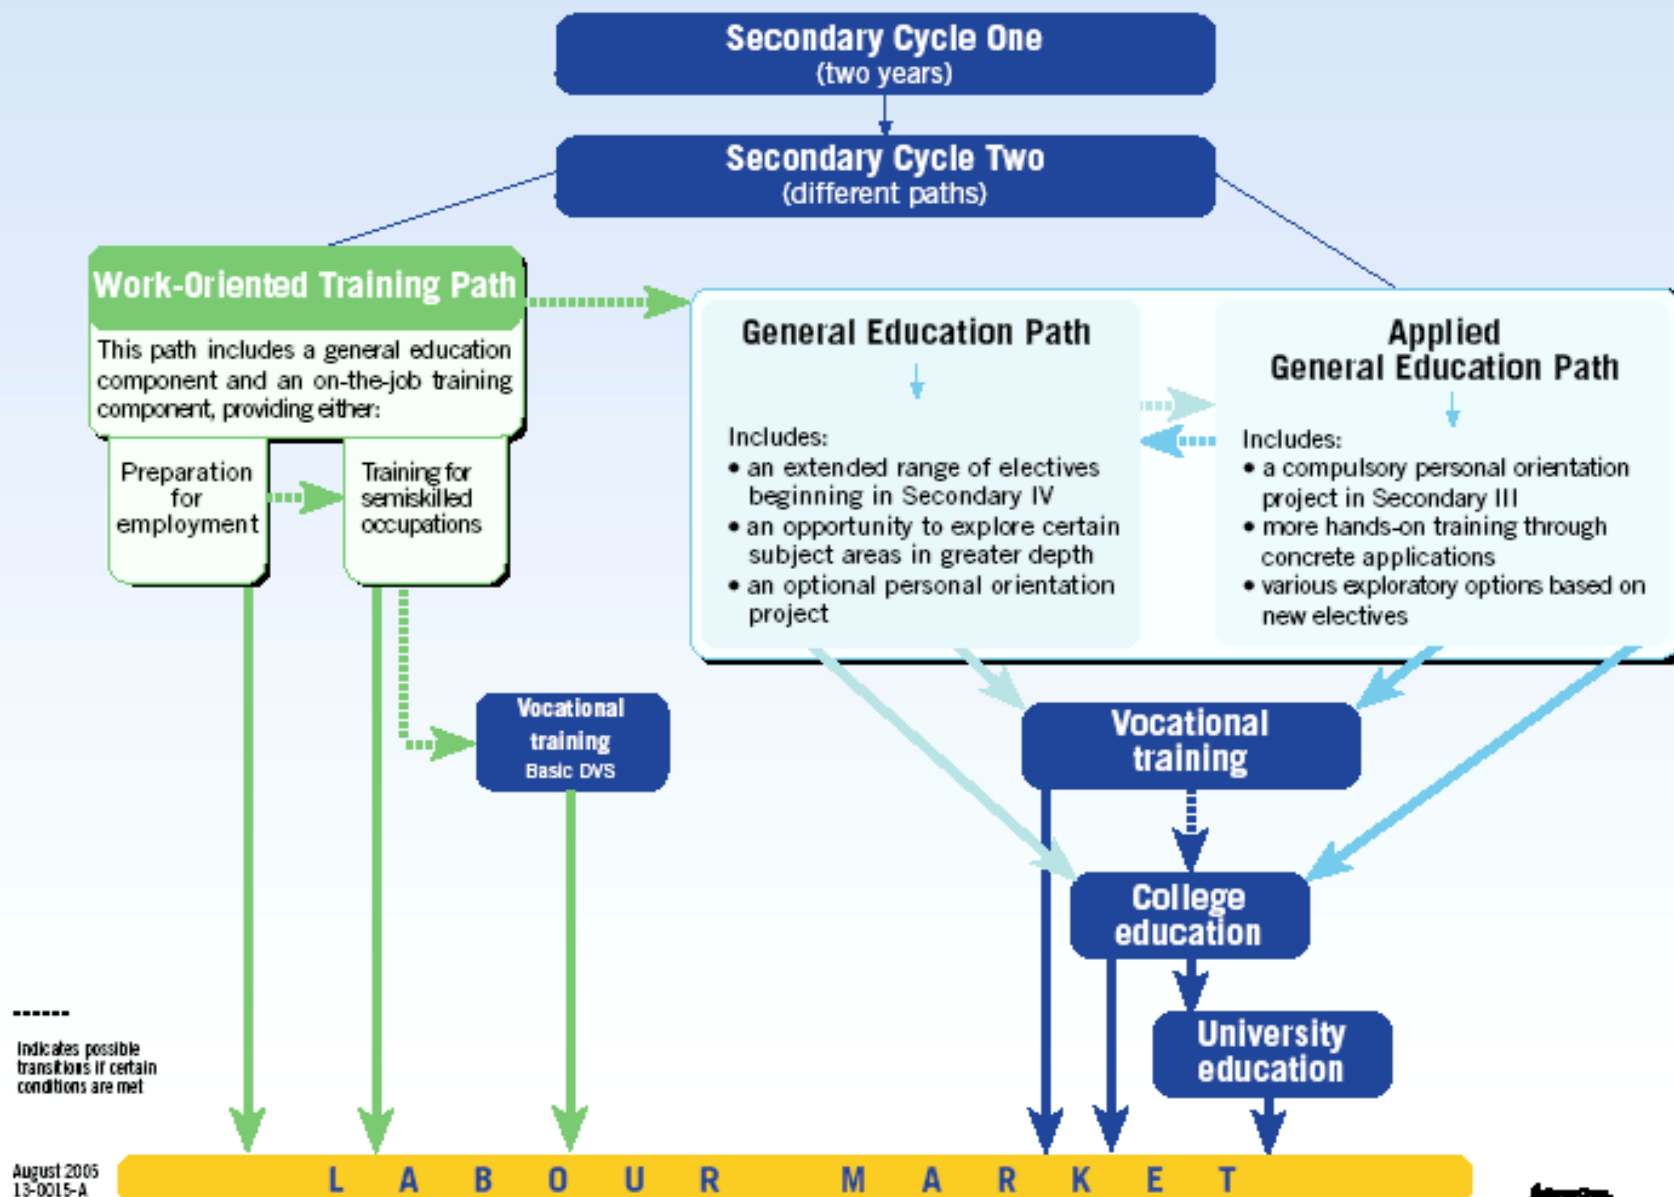 Secondary Cycle One
(two years)
Secondary Cycle Two
(different paths)
Work-Oriented Training Path
This path includes a general education
component and an on-the-job training
component, providing either:
Preparation
for
employment
Training for
semiskilled
occupations
General Education Path
Includes:
• an extended range of electives
beginning in Secondary IV
• an opportunity to explore certain
subject areas in greater depth
• an optional personal orientation
project
Applied
General Education Path
Includes:
• a compulsory personal orientation
project in Secondary III
• more hands-on training through
concrete applications
• various exploratory options based on
new electives
Vocational
training
Basic DVS
Vocational
training
College
education
University
education
Indicates possible
transitions if certain
conditions are met
August 2005
13-0015-A
LABOUR MARKET